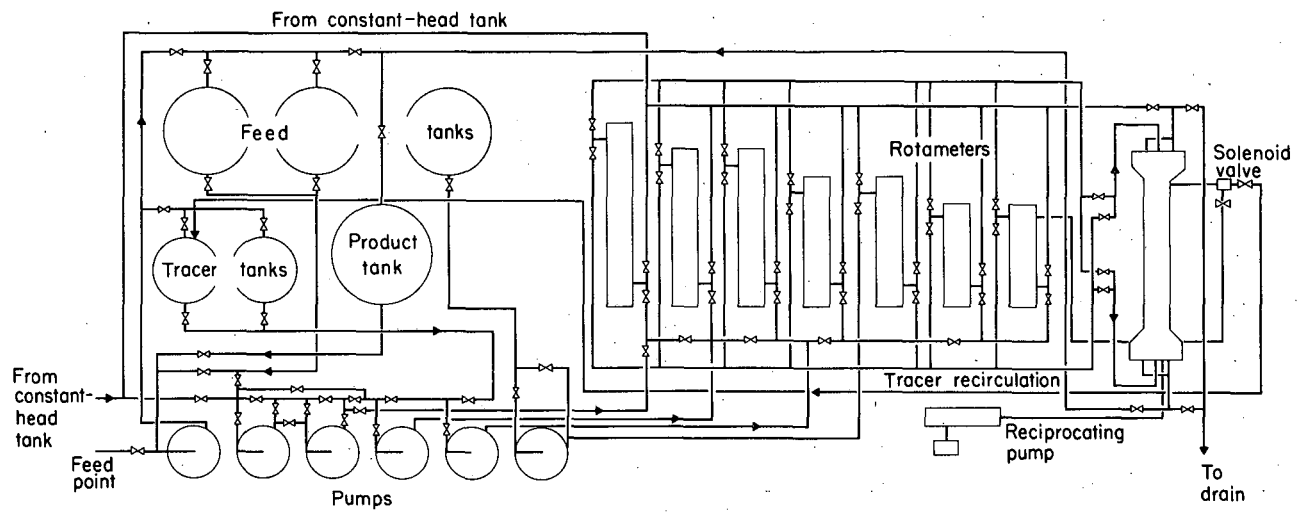 From constant-head tank
Feed
tanks
Rotameters
Solenoid
valve
Tracer
tanks
Product
tank
From
constant-
head
tank
Tracer recirculation
Reciprocating
pump
Feed
point
Pumps
To
drain